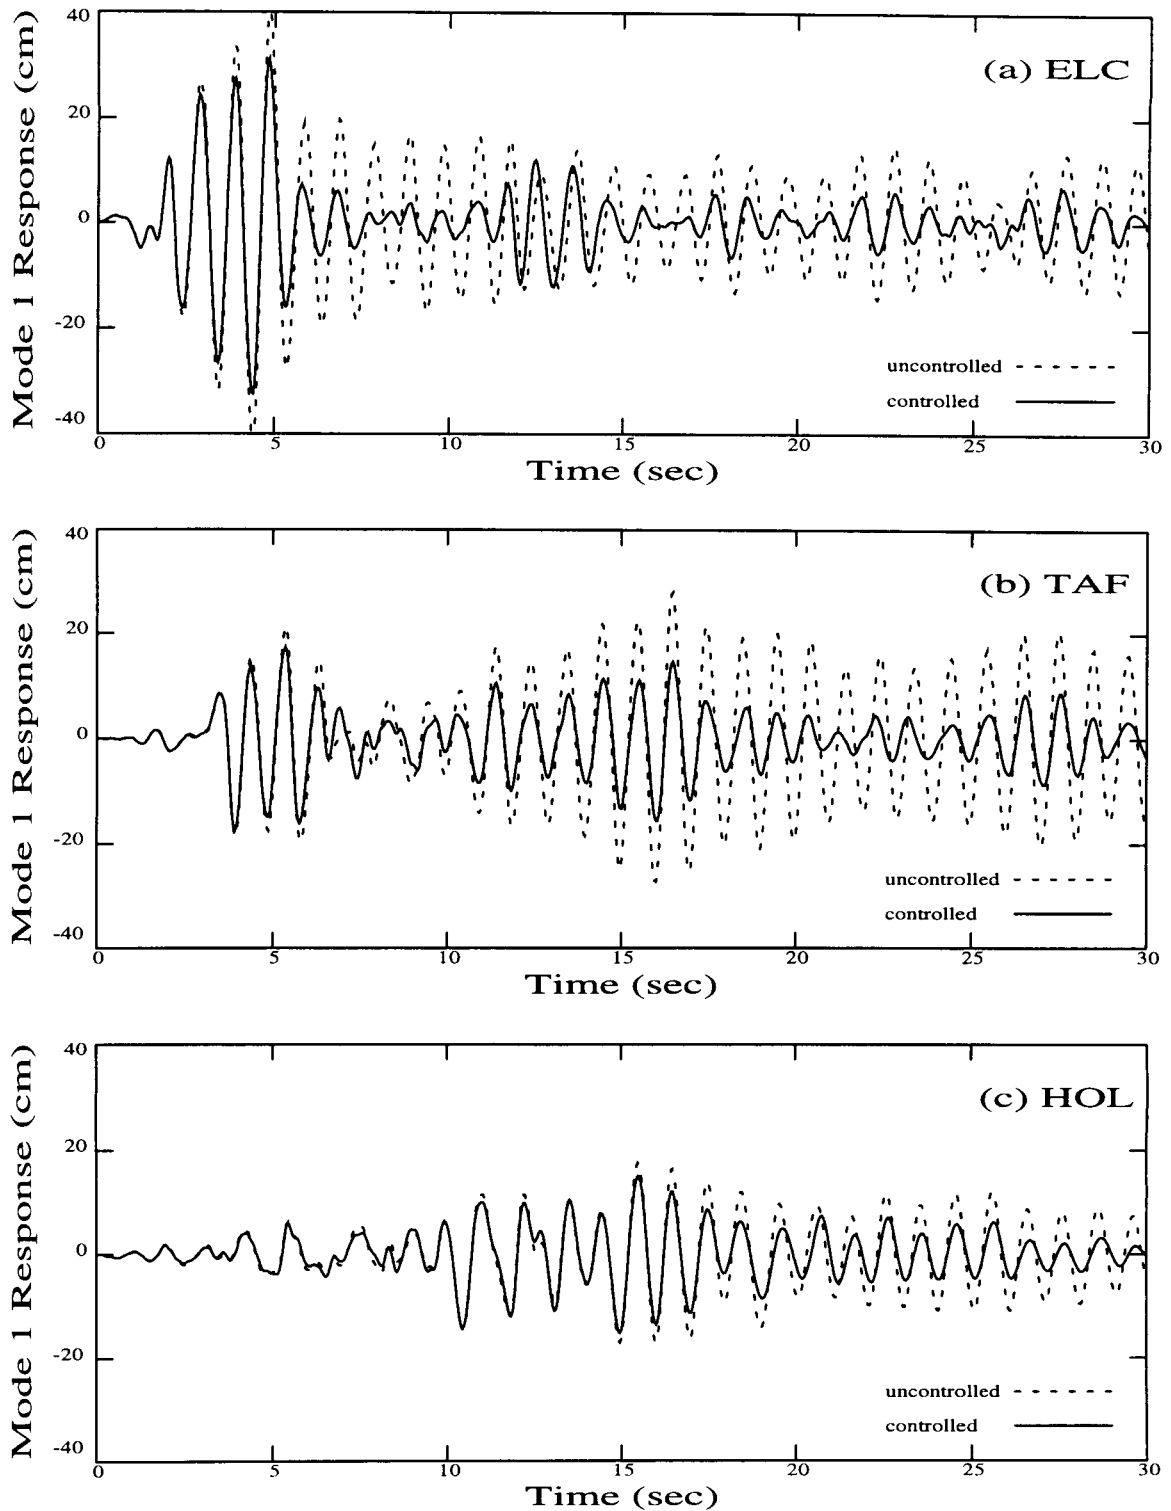 Mode 1 Response (cm)
40
20
0
-20
-40
(a) ELC
uncontrolled
controlled
0 5 10 15 20 25 30
Time (sec)
Mode 1 Response (cm)
40
20
0
-20
-40
(b) TAF
uncontrolled
controlled
0 5 10 15 20 25 30
Time (sec)
Mode 1 Response (cm)
40
20
0
-20
-40
(c) HOL
uncontrolled
controlled
0 5 10 15 20 25 30
Time (sec)